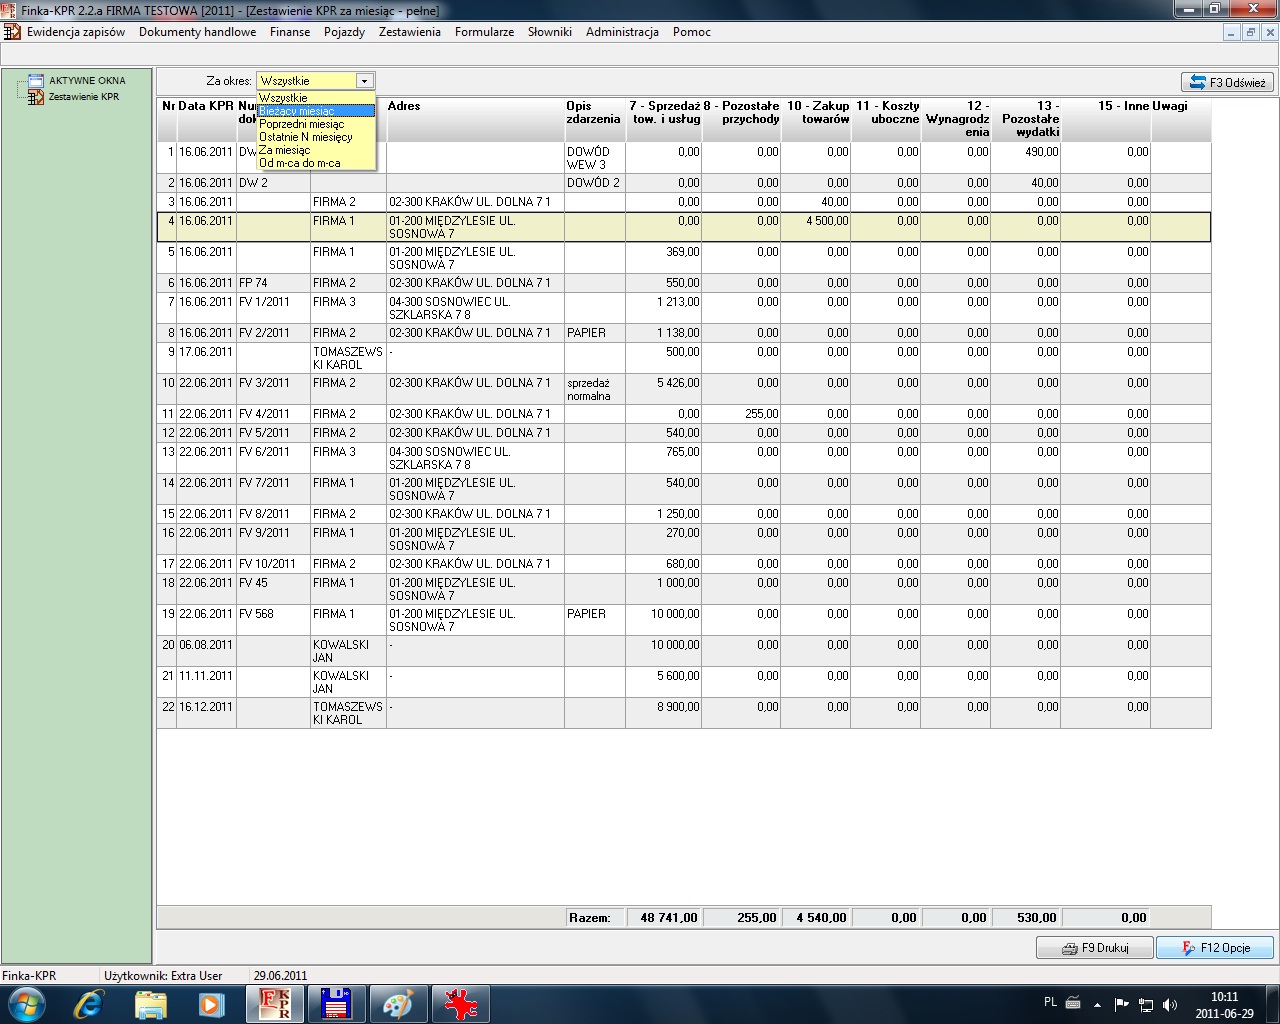 Finka-KPR 2.2.a FIRMA TESTOWA [2011] - [Zestawienie KPR za miesiąc - pełne]
Ewidencja zapisów Dokumenty handlowe Finanse Pojazdy Zestawienia Formularze Słowniki Administracja Pomoc
AKTYWNE OKNA
Zestawienie KPR
Za okres: Wszystkie
F3 Odśwież
Wszystkie
Bieżący miesiąc
Poprzedni miesiąc
Ostatnie N miesięcy
Za miesiąc
Od m-ca do m-ca
Nr Data KPR Adres Opis zdarzenia 7 - Sprzedaż tow. i usług 8 - Pozostałe przychody 10 - Zakup towarów 11 - Koszty uboczne 12 - Wynagrodzenia 13 - Pozostałe wydatki 15 - Inne Uwagi
1 16.06.2011 DOWÓD WEW 3 0,00 0,00 0,00 0,00 0,00 490,00 0,00
2 16.06.2011 DW 2 DOWÓD 2 0,00 0,00 0,00 0,00 0,00 40,00 0,00
3 16.06.2011 FIRMA 2 02-300 KRAKÓW UL. DOLNA 7 1 0,00 0,00 40,00 0,00 0,00 0,00 0,00
4 16.06.2011 FIRMA 1 01-200 MIĘDZYLESIE UL. SOSNOWA 7 0,00 0,00 4 500,00 0,00 0,00 0,00 0,00
5 16.06.2011 FIRMA 1 01-200 MIĘDZYLESIE UL. SOSNOWA 7 369,00 0,00 0,00 0,00 0,00 0,00 0,00
6 16.06.2011 FP 74 FIRMA 2 02-300 KRAKÓW UL. DOLNA 7 1 550,00 0,00 0,00 0,00 0,00 0,00 0,00
7 16.06.2011 FV 1/2011 FIRMA 3 04-300 SOSNOWIEC UL. SZKLARSKA 7 8 1 213,00 0,00 0,00 0,00 0,00 0,00 0,00
8 16.06.2011 FV 2/2011 FIRMA 2 02-300 KRAKÓW UL. DOLNA 7 1 PAPIER 1 138,00 0,00 0,00 0,00 0,00 0,00 0,00
9 17.06.2011 TOMASZEWSKI KAROL - 500,00 0,00 0,00 0,00 0,00 0,00 0,00
10 22.06.2011 FV 3/2011 FIRMA 2 02-300 KRAKÓW UL. DOLNA 7 1 sprzedaż normalna 5 426,00 0,00 0,00 0,00 0,00 0,00 0,00
11 22.06.2011 FV 4/2011 FIRMA 2 02-300 KRAKÓW UL. DOLNA 7 1 0,00 255,00 0,00 0,00 0,00 0,00 0,00
12 22.06.2011 FV 5/2011 FIRMA 2 02-300 KRAKÓW UL. DOLNA 7 1 540,00 0,00 0,00 0,00 0,00 0,00 0,00
13 22.06.2011 FV 6/2011 FIRMA 3 04-300 SOSNOWIEC UL. SZKLARSKA 7 8 765,00 0,00 0,00 0,00 0,00 0,00 0,00
14 22.06.2011 FV 7/2011 FIRMA 1 01-200 MIĘDZYLESIE UL. SOSNOWA 7 540,00 0,00 0,00 0,00 0,00 0,00 0,00
15 22.06.2011 FV 8/2011 FIRMA 2 02-300 KRAKÓW UL. DOLNA 7 1 1 250,00 0,00 0,00 0,00 0,00 0,00 0,00
16 22.06.2011 FV 9/2011 FIRMA 1 01-200 MIĘDZYLESIE UL. SOSNOWA 7 270,00 0,00 0,00 0,00 0,00 0,00 0,00
17 22.06.2011 FV 10/2011 FIRMA 2 02-300 KRAKÓW UL. DOLNA 7 1 680,00 0,00 0,00 0,00 0,00 0,00 0,00
18 22.06.2011 FV 45 FIRMA 1 01-200 MIĘDZYLESIE UL. SOSNOWA 7 1 000,00 0,00 0,00 0,00 0,00 0,00 0,00
19 22.06.2011 FV 568 FIRMA 1 01-200 MIĘDZYLESIE UL. SOSNOWA 7 PAPIER 10 000,00 0,00 0,00 0,00 0,00 0,00 0,00
20 06.08.2011 KOWALSKI JAN - 10 000,00 0,00 0,00 0,00 0,00 0,00 0,00
21 11.11.2011 KOWALSKI JAN - 5 600,00 0,00 0,00 0,00 0,00 0,00 0,00
22 16.12.2011 TOMASZEWSKI KAROL - 8 900,00 0,00 0,00 0,00 0,00 0,00 0,00
Razem: 48 741,00 255,00 4 540,00 0,00 0,00 530,00 0,00
F9 Drukuj F12 Opcje
Finka-KPR Użytkownik: Extra User 29.06.2011
PL 10:11
2011-06-29